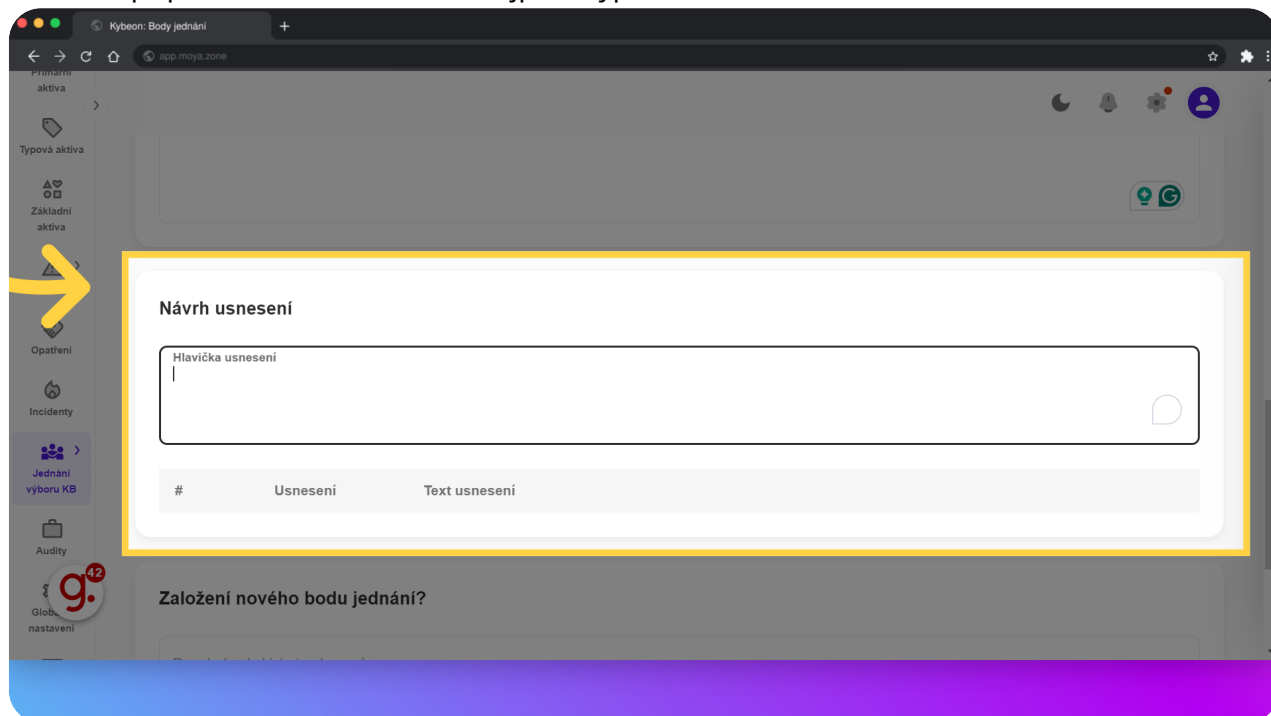 Kybeon: Body jednání
app.moya.zone
Primární
aktiva
Typová aktiva
Základní
aktiva
Opatření
Incidenty
Jednání
výboru KB
Audity
42
g.
nastavení
Návrh usnesení
Hlavička usnesení
# Usnesení Text usnesení
Založení nového bodu jednání?